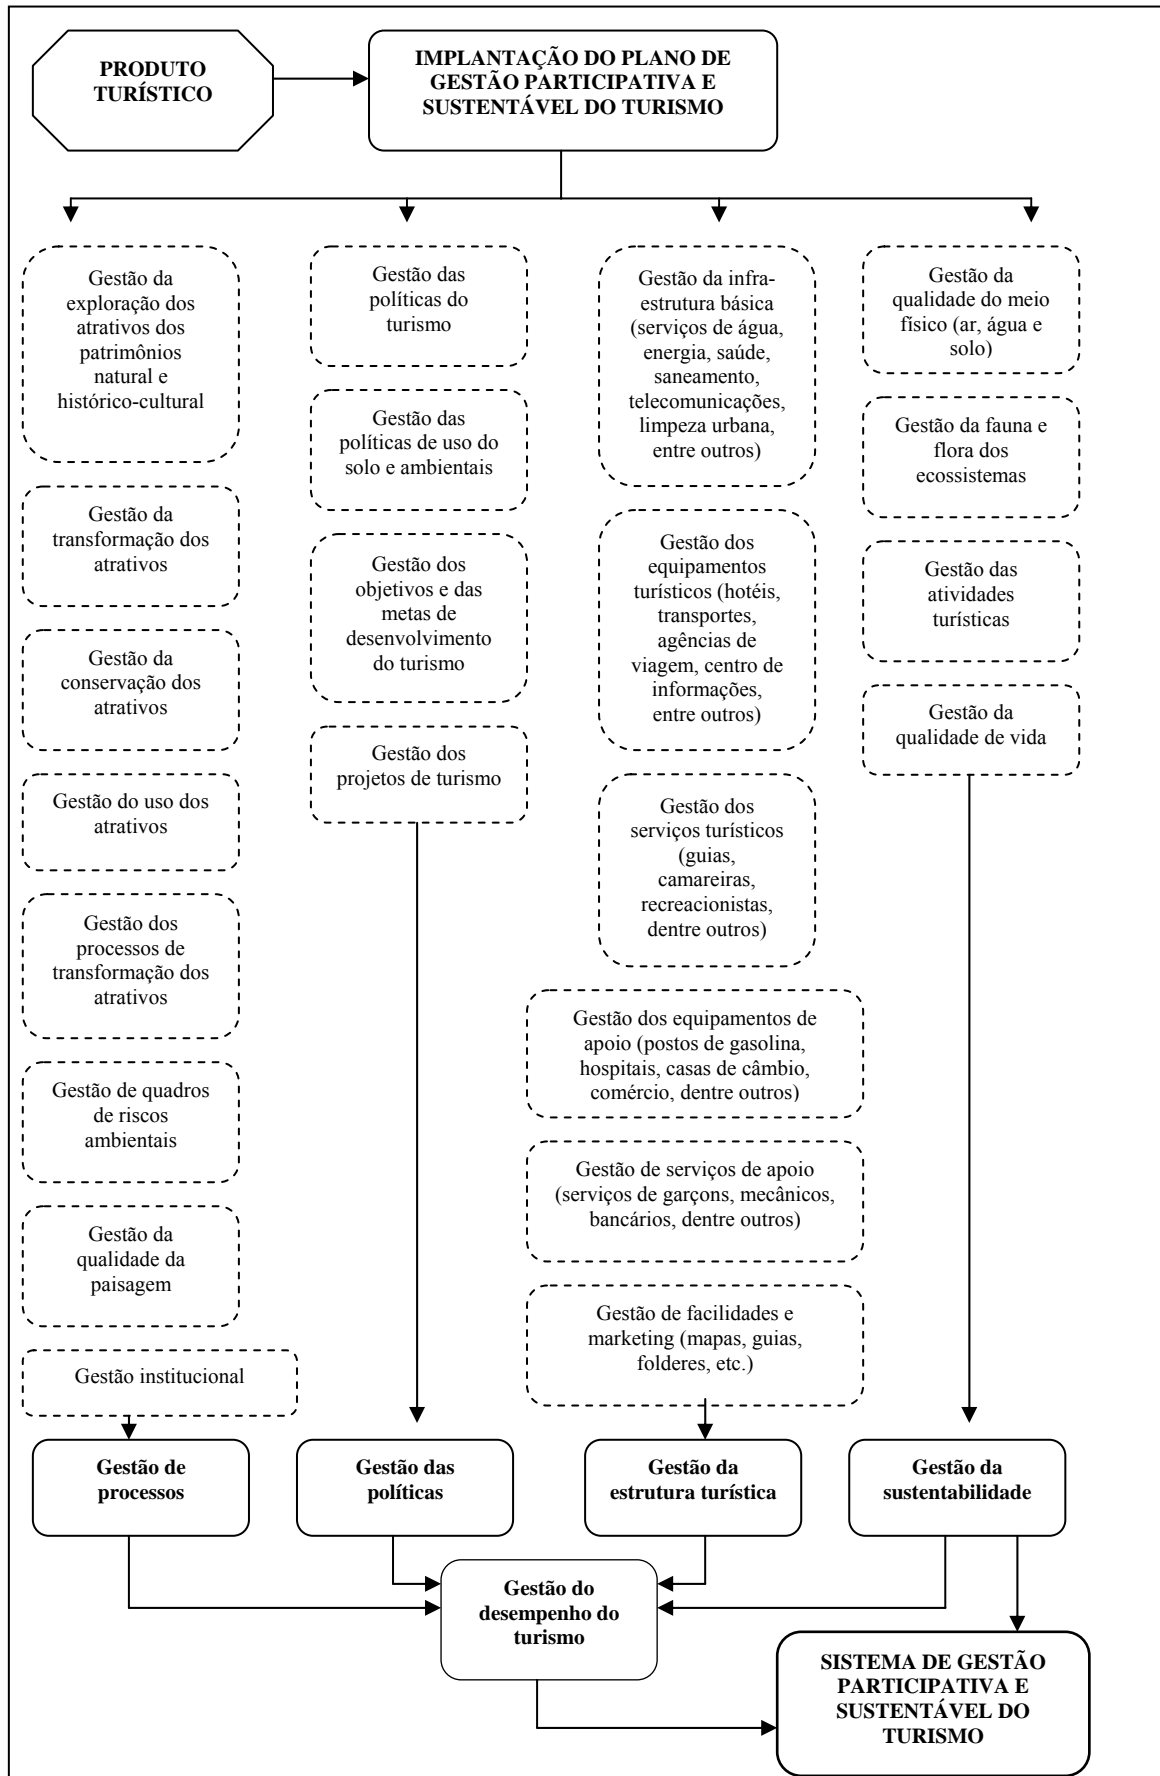 PRODUTO
TURÍSTICO
IMPLANTAÇÃO DO PLANO DE
GESTÃO PARTICIPATIVA E
SUSTENTÁVEL DO TURISMO
Gestão da
exploração dos
atrativos dos
patrimônios
natural e
histórico-cultural
Gestão da
transformação dos
atrativos
Gestão da
conservação dos
atrativos
Gestão do uso dos
atrativos
Gestão dos
processos de
transformação dos
atrativos
Gestão de quadros
de riscos
ambientais
Gestão da
qualidade da
paisagem
Gestão institucional
Gestão das
políticas do
turismo
Gestão das
políticas de uso do
solo e ambientais
Gestão dos
objetivos e das
metas de
desenvolvimento
do turismo
Gestão dos
projetos de turismo
Gestão da infra-
estrutura básica
(serviços de água,
energia, saúde,
saneamento,
telecomunicações,
limpeza urbana,
entre outros)
Gestão dos
equipamentos
turísticos (hotéis,
transportes,
agências de
viagem, centro de
informações,
entre outros)
Gestão dos
serviços turísticos
(guias,
camareiras,
recreacionistas,
dentre outros)
Gestão dos equipamentos de
apoio (postos de gasolina,
hospitais, casas de câmbio,
comércio, dentre outros)
Gestão de serviços de apoio
(serviços de garçons, mecânicos,
bancários, dentre outros)
Gestão de facilidades e
marketing (mapas, guias,
folderes, etc.)
Gestão da
qualidade do meio
físico (ar, água e
solo)
Gestão da fauna e
flora dos
ecossistemas
Gestão das
atividades
turísticas
Gestão da
qualidade de vida
Gestão de
processos
Gestão das
políticas
Gestão da
estrutura turística
Gestão da
sustentabilidade
Gestão do
desempenho do
turismo
SISTEMA DE GESTÃO
PARTICIPATIVA E
SUSTENTÁVEL DO
TURISMO